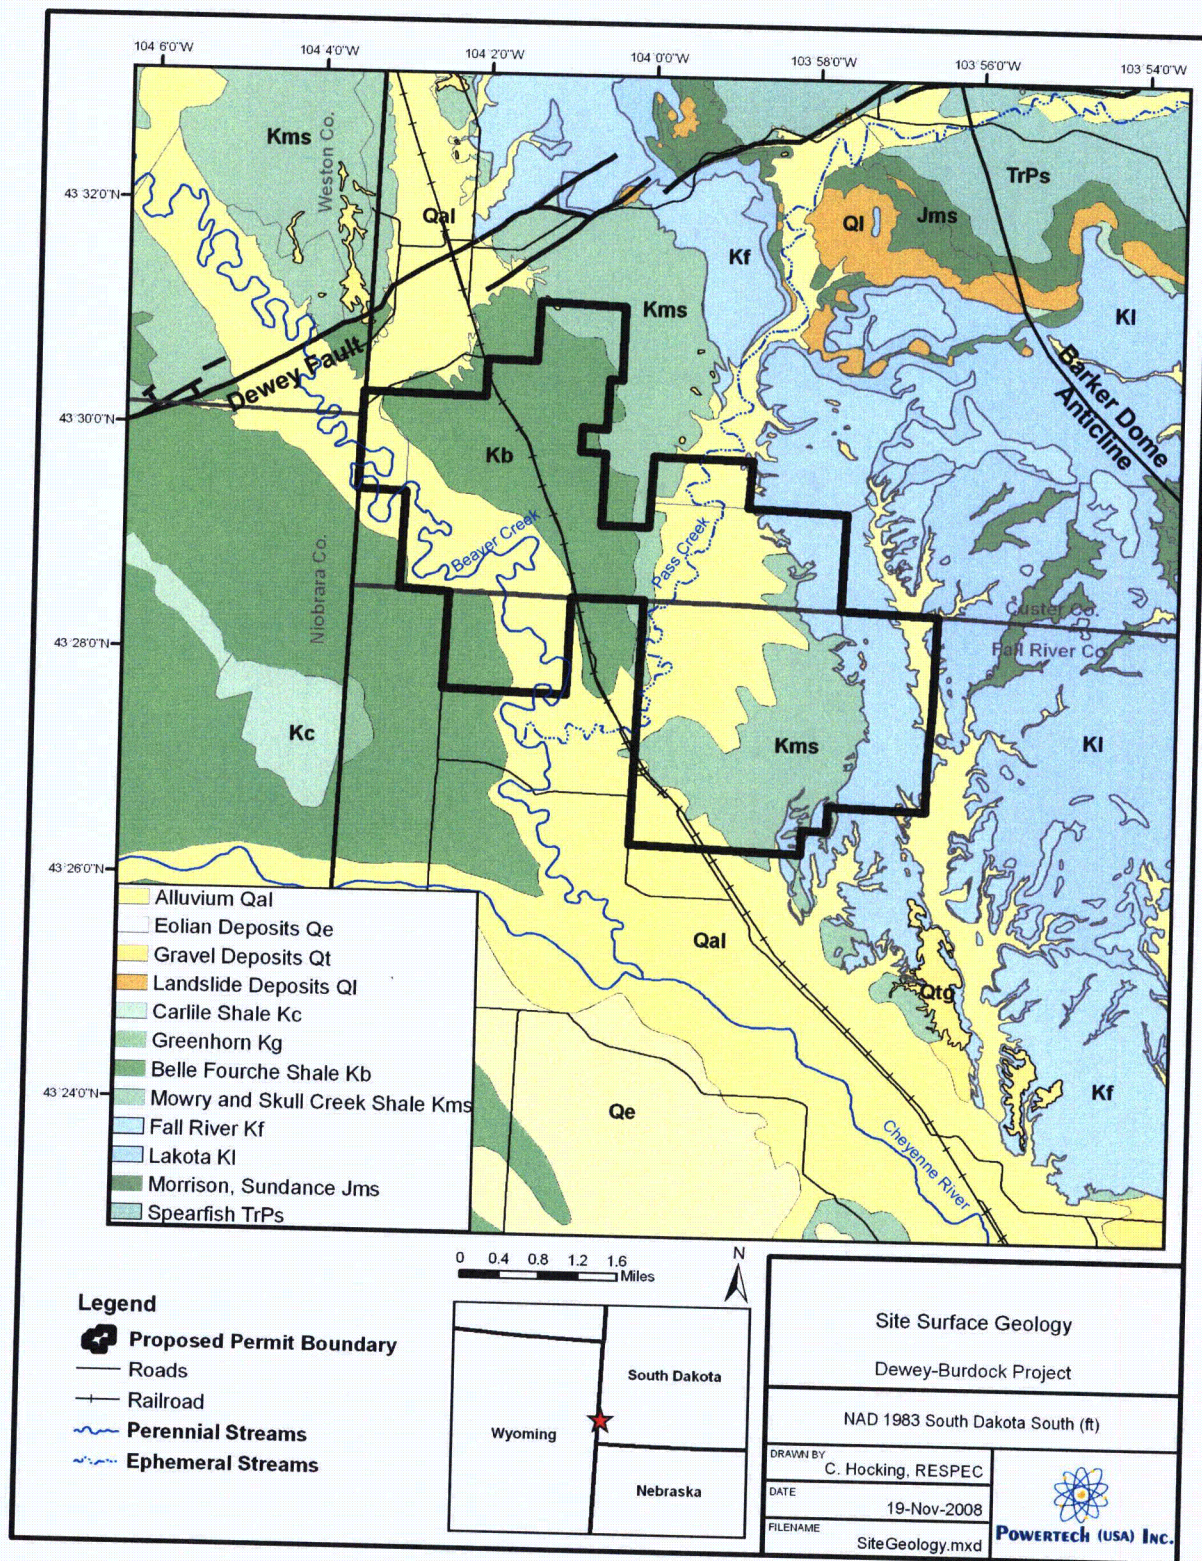 104 6'0"W
104 4'0"W
104 2'0"W
104 0'0"W
103 58'0"W
103 56'0"W
103 54'0"W
43 32'0"N
43 30'0"N
43 28'0"N
43 26'0"N
43 24'0"N
Kms
Weston Co.
Qal
Kf
Ql
Jms
TrPs
Kms
Kl
Dewey Fault
Barker Dome
Anticline
Kb
Beaver Creek
Pass Creek
Niobrara Co.
Custer Co.
Fall River Co.
Kc
Kms
Kl
Qal
Qtg
Qe
Kf
Cheyenne River
Alluvium Qal
Eolian Deposits Qe
Gravel Deposits Qt
Landslide Deposits Ql
Carlile Shale Kc
Greenhorn Kg
Belle Fourche Shale Kb
Mowry and Skull Creek Shale Kms
Fall River Kf
Lakota Kl
Morrison, Sundance Jms
Spearfish TrPs
0 0.4 0.8 1.2 1.6
Miles
N
Legend
Proposed Permit Boundary
Roads
Railroad
Perennial Streams
Ephemeral Streams
South Dakota
Wyoming
Nebraska
Site Surface Geology
Dewey-Burdock Project
NAD 1983 South Dakota South (ft)
DRAWN BY
C. Hocking, RESPEC
DATE
19-Nov-2008
FILENAME
SiteGeology.mxd
POWERTECH (USA) INC.